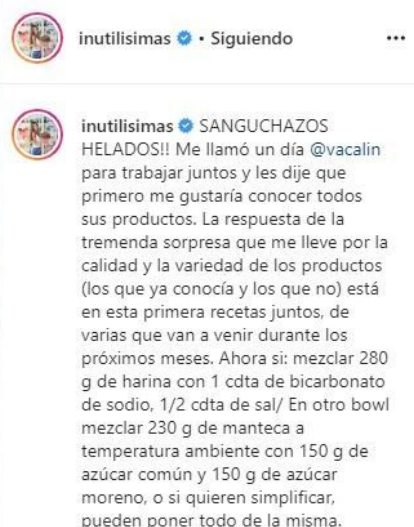 inutilisimas • Siguiendo
inutilisimas SANGUCHAZOS
HELADOS!! Me llamó un día @vacalin
para trabajar juntos y les dije que
primero me gustaría conocer todos
sus productos. La respuesta de la
tremenda sorpresa que me lleve por la
calidad y la variedad de los productos
(los que ya conocía y los que no) está
en esta primera recetas juntos, de
varias que van a venir durante los
próximos meses. Ahora si: mezclar 280
g de harina con 1 cdta de bicarbonato
de sodio, 1/2 cdta de sal/ En otro bowl
mezclar 230 g de manteca a
temperatura ambiente con 150 g de
azúcar común y 150 g de azúcar
moreno, o si quieren simplificar,
pueden poner todo de la misma.